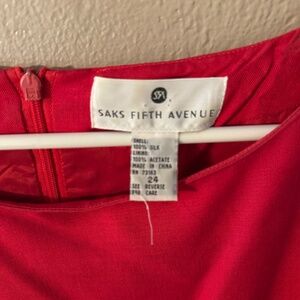 SFA
SAKS FIFTH AVENUE
SHELL:
100% SILK
LINING:
100% ACETATE
MADE IN CHINA
RN 73163
24
SEE REVERSE
FOR CARE